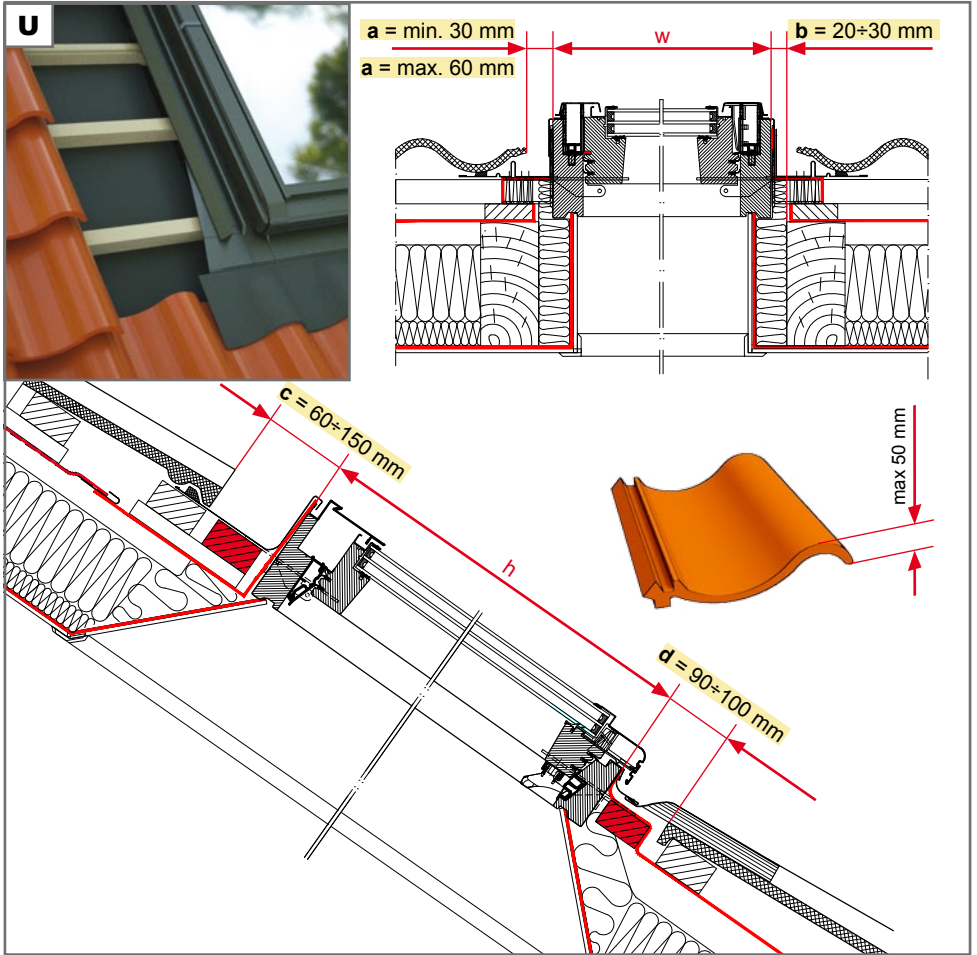 U
a = min. 30 mm
w
b = 20÷30 mm
a = max. 60 mm
c = 60÷150 mm
max 50 mm
h
d = 90÷100 mm